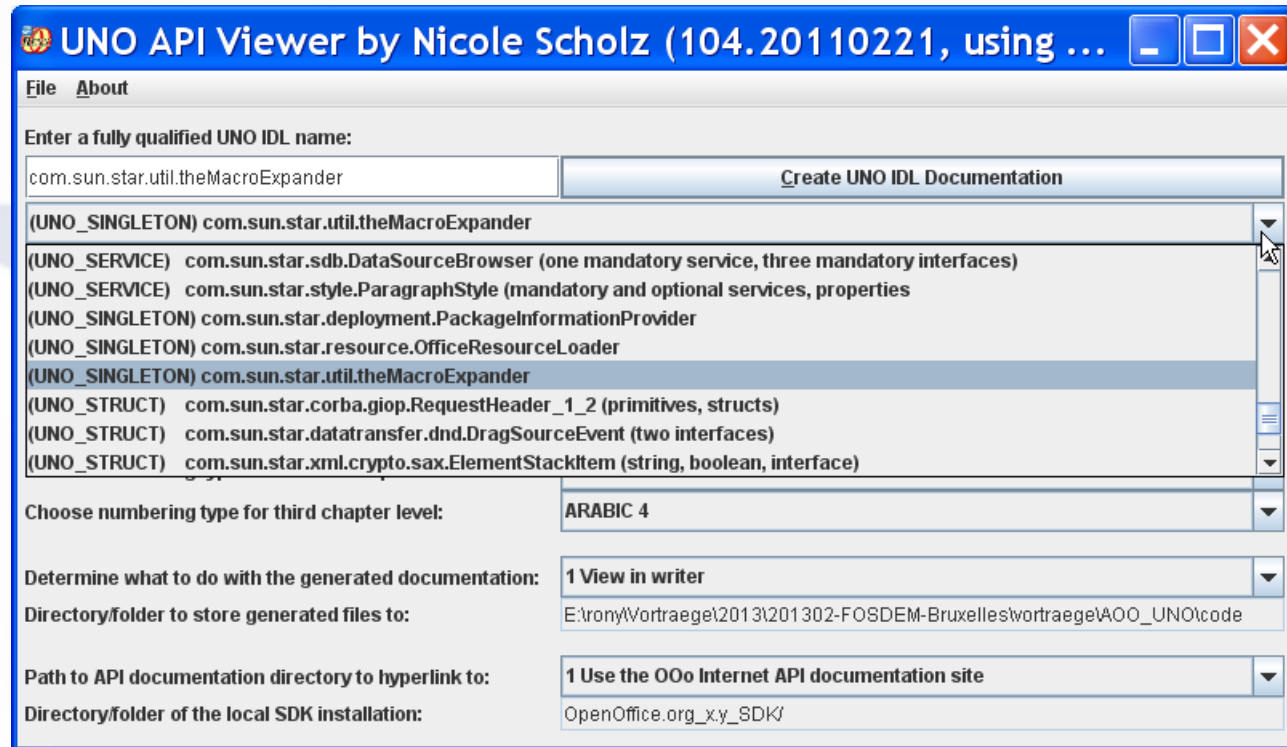 UNO API Viewer by Nicole Scholz (104.20110221, using ...
File About
Enter a fully qualified UNO IDL name:
com.sun.star.util.theMacroExpander
Create UNO IDL Documentation
(UNO_SINGLETON) com.sun.star.util.theMacroExpander
(UNO_SERVICE) com.sun.star.sdb.DataSourceBrowser (one mandatory service, three mandatory interfaces)
(UNO_SERVICE) com.sun.star.style.ParagraphStyle (mandatory and optional services, properties
(UNO_SINGLETON) com.sun.star.deployment.PackageInformationProvider
(UNO_SINGLETON) com.sun.star.resource.OfficeResourceLoader
(UNO_SINGLETON) com.sun.star.util.theMacroExpander
(UNO_STRUCT) com.sun.star.corba.giop.RequestHeader_1_2 (primitives, structs)
(UNO_STRUCT) com.sun.star.datatransfer.dnd.DragSourceEvent (two interfaces)
(UNO_STRUCT) com.sun.star.xml.crypto.sax.ElementStackItem (string, boolean, interface)
Choose numbering type for third chapter level:
ARABIC 4
Determine what to do with the generated documentation:
1 View in writer
Directory/folder to store generated files to:
E:\rony\Vortraege\2013\201302-FOSDEM-Bruxelles\vortraege\AOO_UNO\code
Path to API documentation directory to hyperlink to:
1 Use the OOo Internet API documentation site
Directory/folder of the local SDK installation:
OpenOffice.org_x.y_SDK/